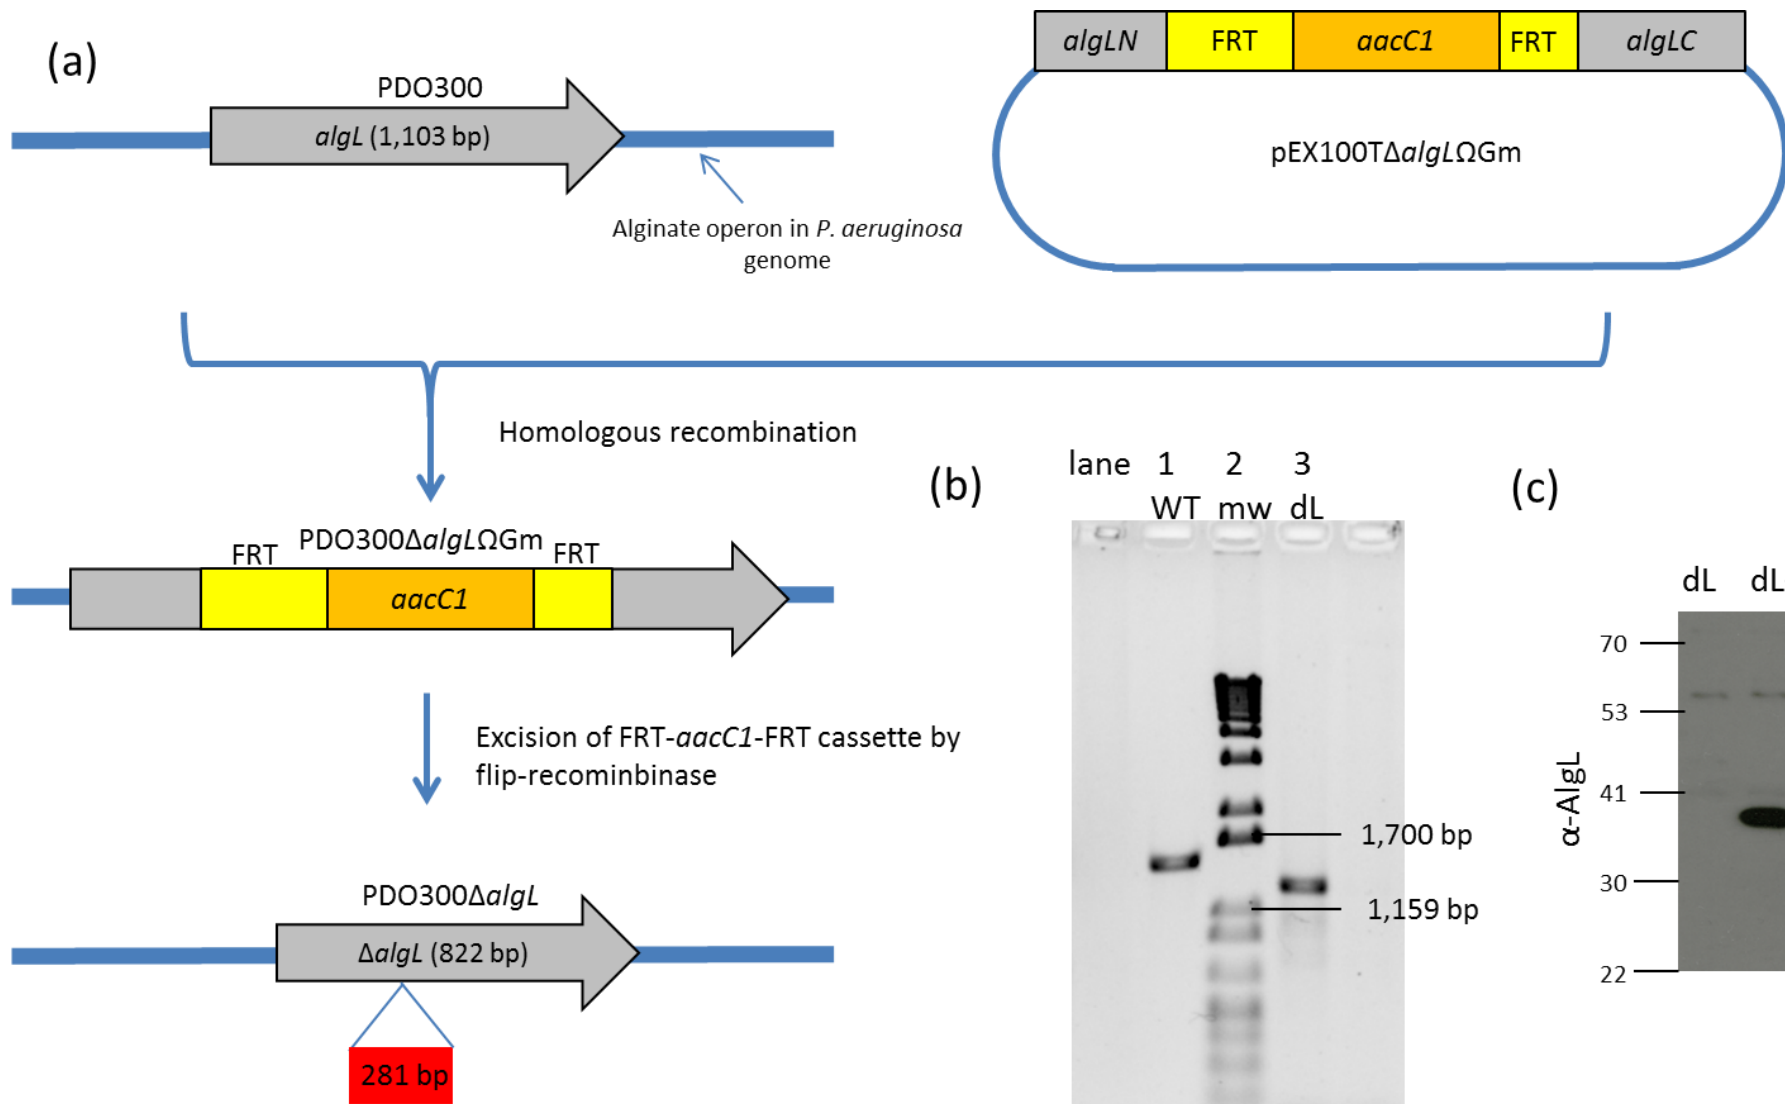 (a)
PDO300
algL (1,103 bp)
Alginate operon in P. aeruginosa
genome
algLN FRT aacC1 FRT algLC
pEX100TΔalgLΩGm
Homologous recombination
PDO300ΔalgLΩGm
FRT FRT
aacC1
Excision of FRT-aacC1-FRT cassette by
flip-recominbinase
PDO300ΔalgL
ΔalgL (822 bp)
281 bp
(b)
lane 1 2 3
WT mw dL
1,700 bp
1,159 bp
(c)
dL dL
70
53
41
30
22
α-AlgL